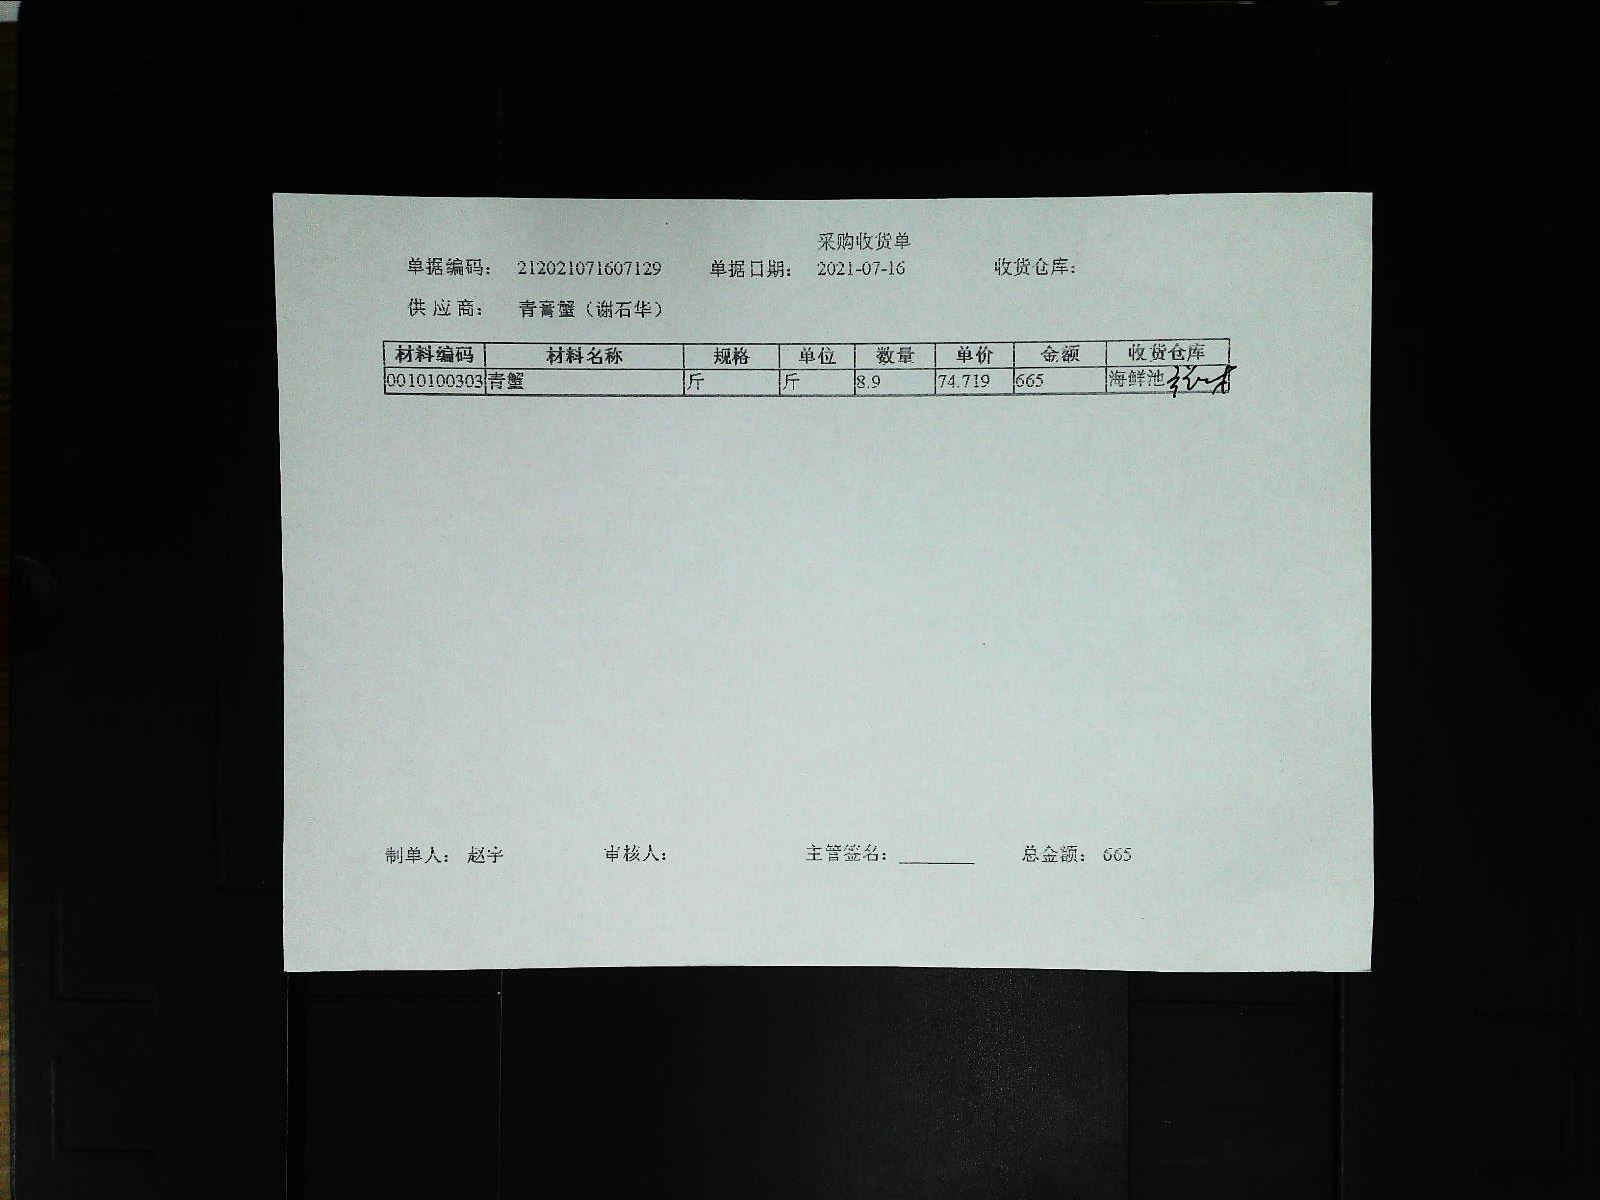 采购收货单
单据编码： 212021071607129 单据日期： 2021-07-16 收货仓库：
供 应 商： 青膏蟹（谢石华）
材料编码 材料名称 规格 单位 数量 单价 金额 收货仓库
0010100303 青蟹 斤 斤 8.9 74.719 665 海鲜池
制单人： 赵宇 审核人： 主管签名： 总金额： 665